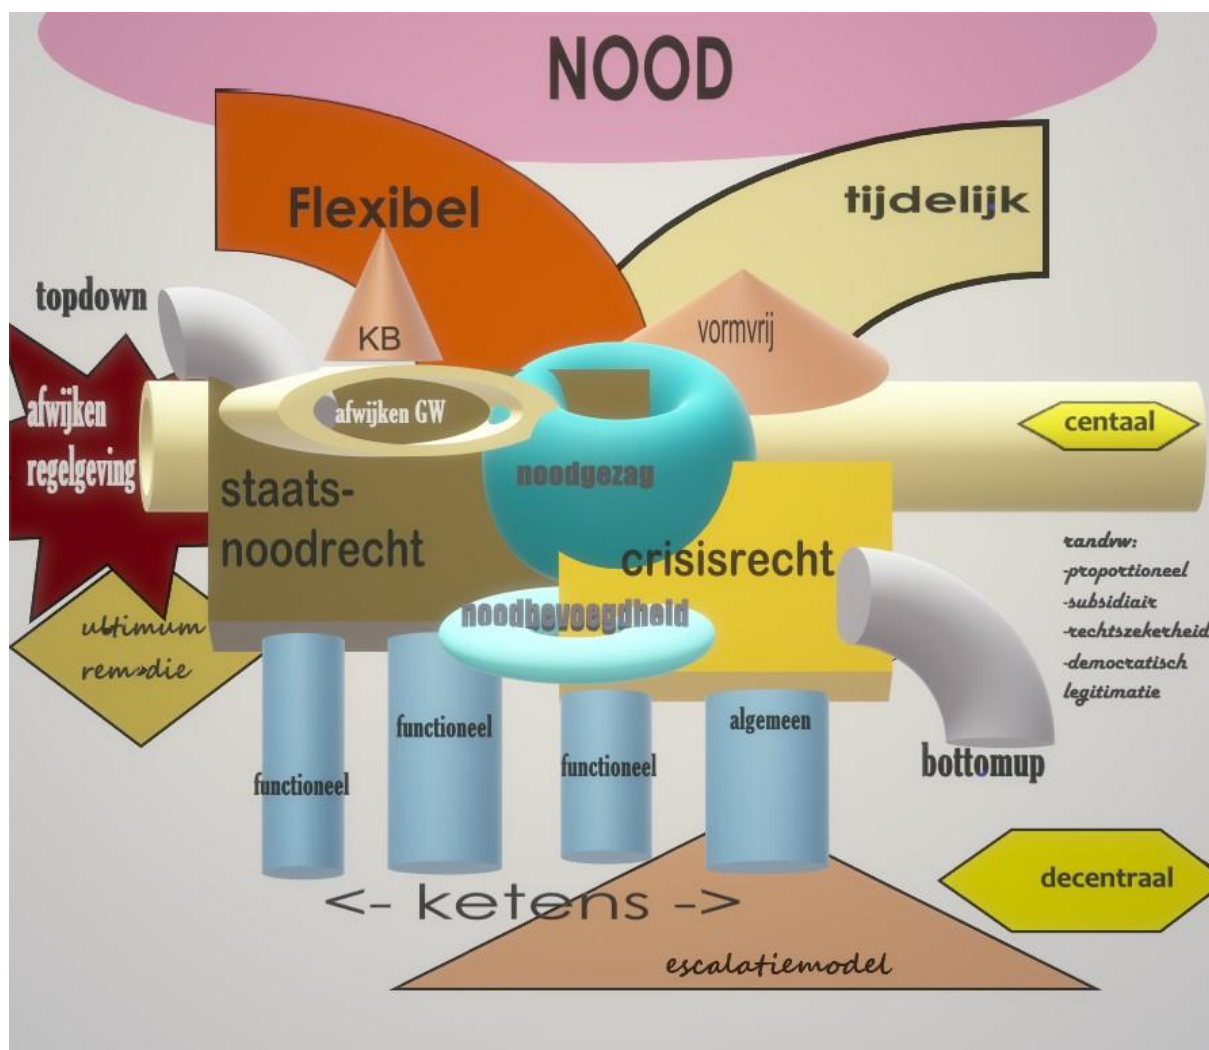 NOOD
Flexibel
tijdelijk
topdown
KB
vormvrij
afwijken
regelgeving
afwijken GW
centaal
staats-
noodrecht
noodgezag
crisisrecht
randvw:
-proportioneel
-subsidiair
-rechtszekerheid
-democratisch
legitimatie
noodbevoegdheid
ultimum
remedie
functioneel
functioneel
functioneel
algemeen
bottomup
decentraal
<- ketens ->
escalatiemodel